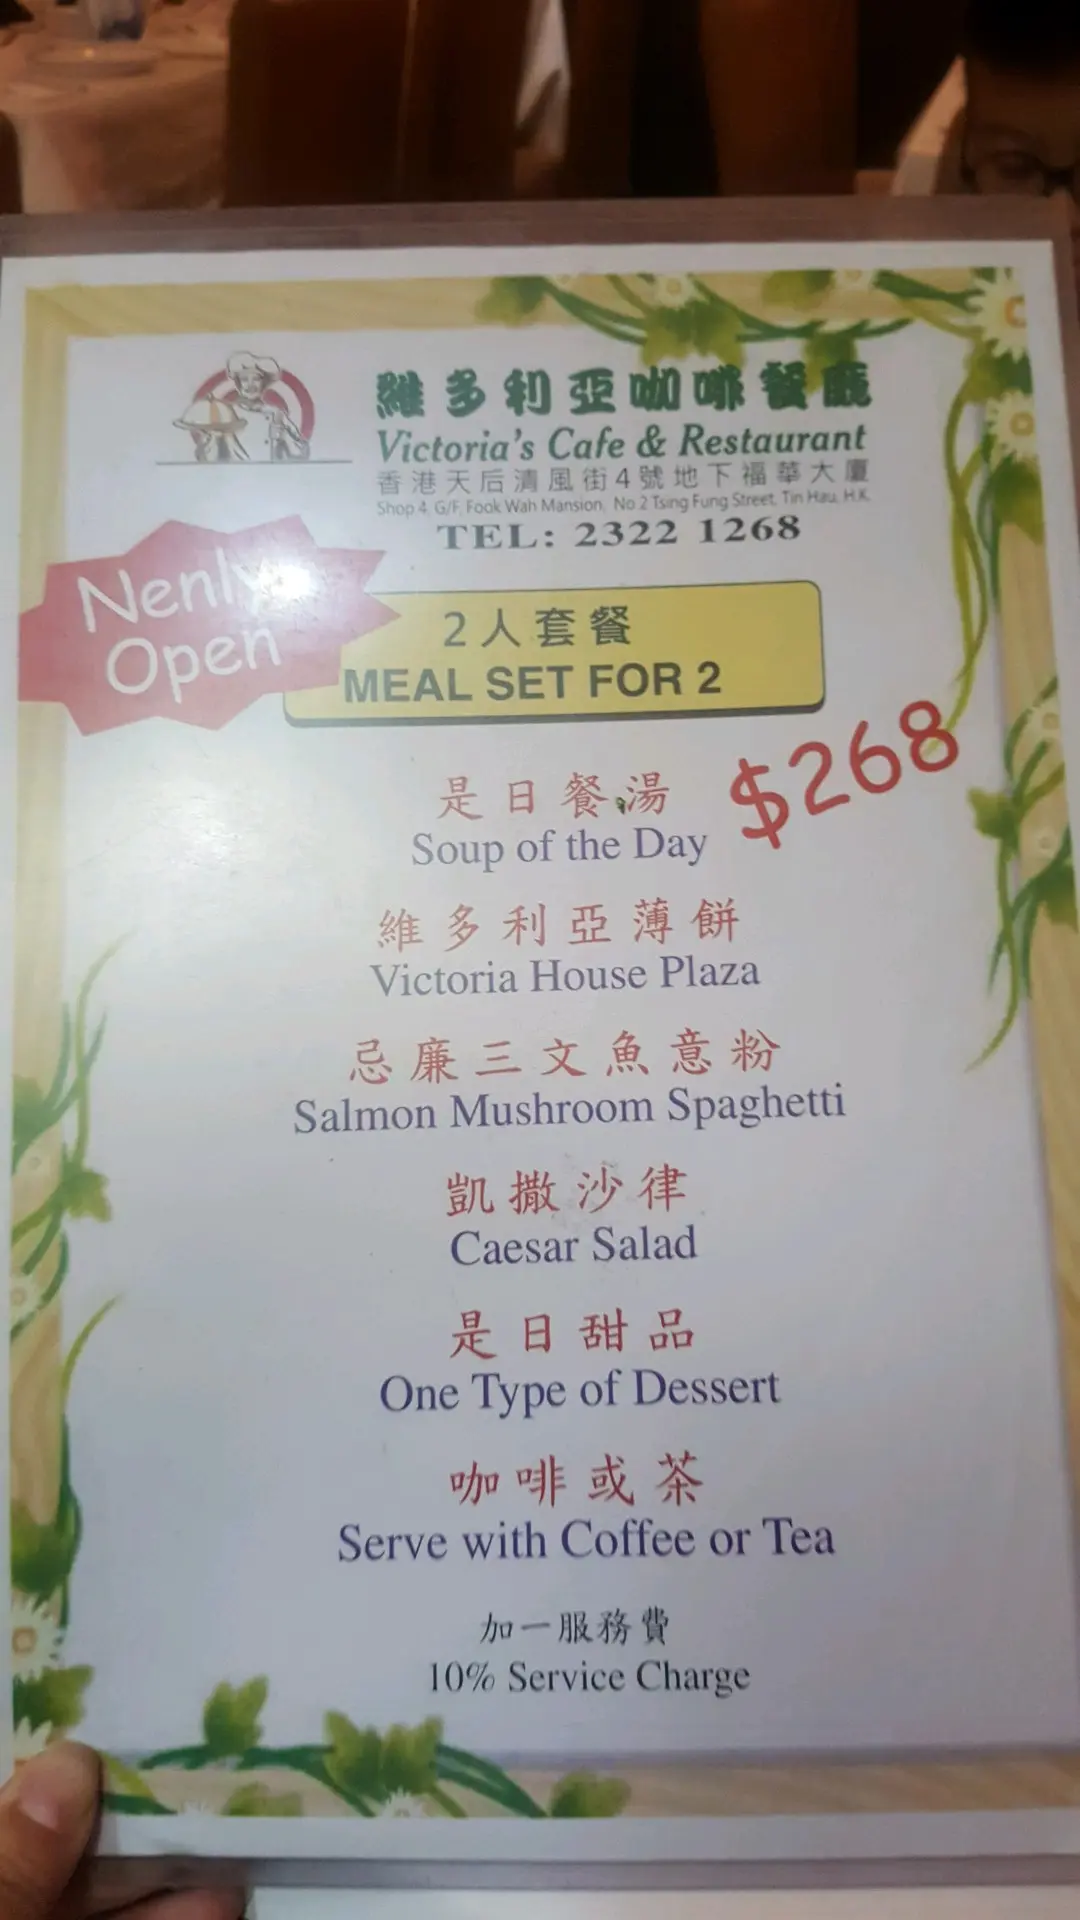 維多利亞咖啡餐廳
Victoria's Cafe & Restaurant
香港天后清風街4號地下福華大廈
Shop 4, G/F, Fook Wah Mansion, No.2 Tsing Fung Street, Tin Hau, H.K.
TEL: 2322 1268
Nenly
Open
2人套餐
MEAL SET FOR 2
$268
是日餐湯
Soup of the Day
維多利亞薄餅
Victoria House Plaza
忌廉三文魚意粉
Salmon Mushroom Spaghetti
凱撒沙律
Caesar Salad
是日甜品
One Type of Dessert
咖啡或茶
Serve with Coffee or Tea
加一服務費
10% Service Charge